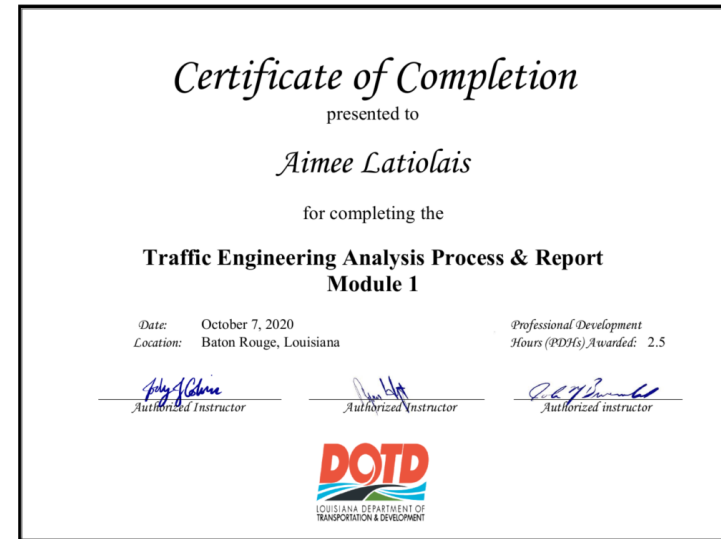 Certificate of Completion
presented to
Aimee Latiolais
for completing the
Traffic Engineering Analysis Process & Report
Module 1
Date: October 7, 2020
Location: Baton Rouge, Louisiana
Professional Development
Hours (PDHs) Awarded: 2.5
Authorized Instructor
Authorized Instructor
Authorized instructor
DOTD
LOUISIANA DEPARTMENT OF
TRANSPORTATION & DEVELOPMENT